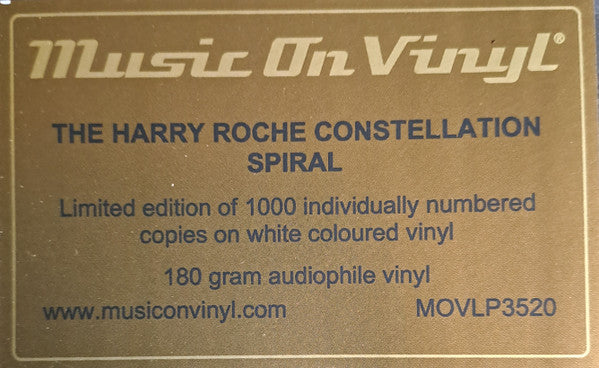 Music On Vinyl®
THE HARRY ROCHE CONSTELLATION
SPIRAL
Limited edition of 1000 individually numbered
copies on white coloured vinyl
180 gram audiophile vinyl
www.musiconvinyl.com MOVLP3520